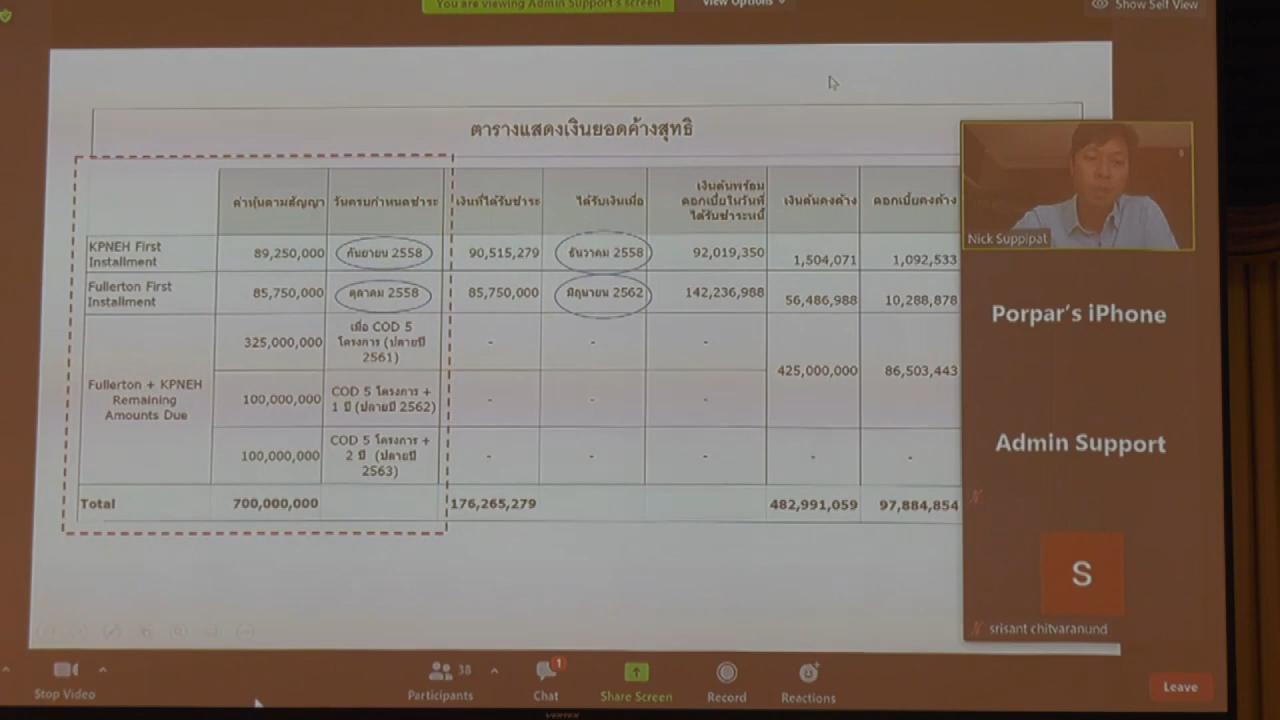 You are viewing Admin Support's screen
View Options
Show Self View
ตารางแสดงเงินยอดค้างสุทธิ
ค่าหุ้นตามสัญญา
วันครบกำหนดชำระ
เงินที่ได้รับชำระ
ได้รับเงินเมื่อ
เงินต้นพร้อม
ดอกเบี้ยในวันที่
ได้รับชำระหนี้
เงินต้นคงค้าง
ดอกเบี้ยคงค้าง
KPNEH First
Installment
89,250,000
กันยายน 2558
90,515,279
ธันวาคม 2558
92,019,350
1,504,071
1,092,533
Fullerton First
Installment
85,750,000
ตุลาคม 2558
85,750,000
มิถุนายน 2562
142,236,988
56,486,988
10,288,878
Fullerton + KPNEH
Remaining
Amounts Due
325,000,000
เมื่อ COD 5
โครงการ (ปลายปี
2561)
-
-
-
425,000,000
86,503,443
100,000,000
COD 5 โครงการ +
1 ปี (ปลายปี 2562)
-
-
-
100,000,000
COD 5 โครงการ +
2 ปี (ปลายปี
2563)
-
-
-
-
-
Total
700,000,000
176,265,279
482,991,059
97,884,854
Nick Suppipat
Porpar's iPhone
Admin Support
S
srisant chitvaranund
Stop Video
Participants
38
Chat
1
Share Screen
Record
Reactions
Leave